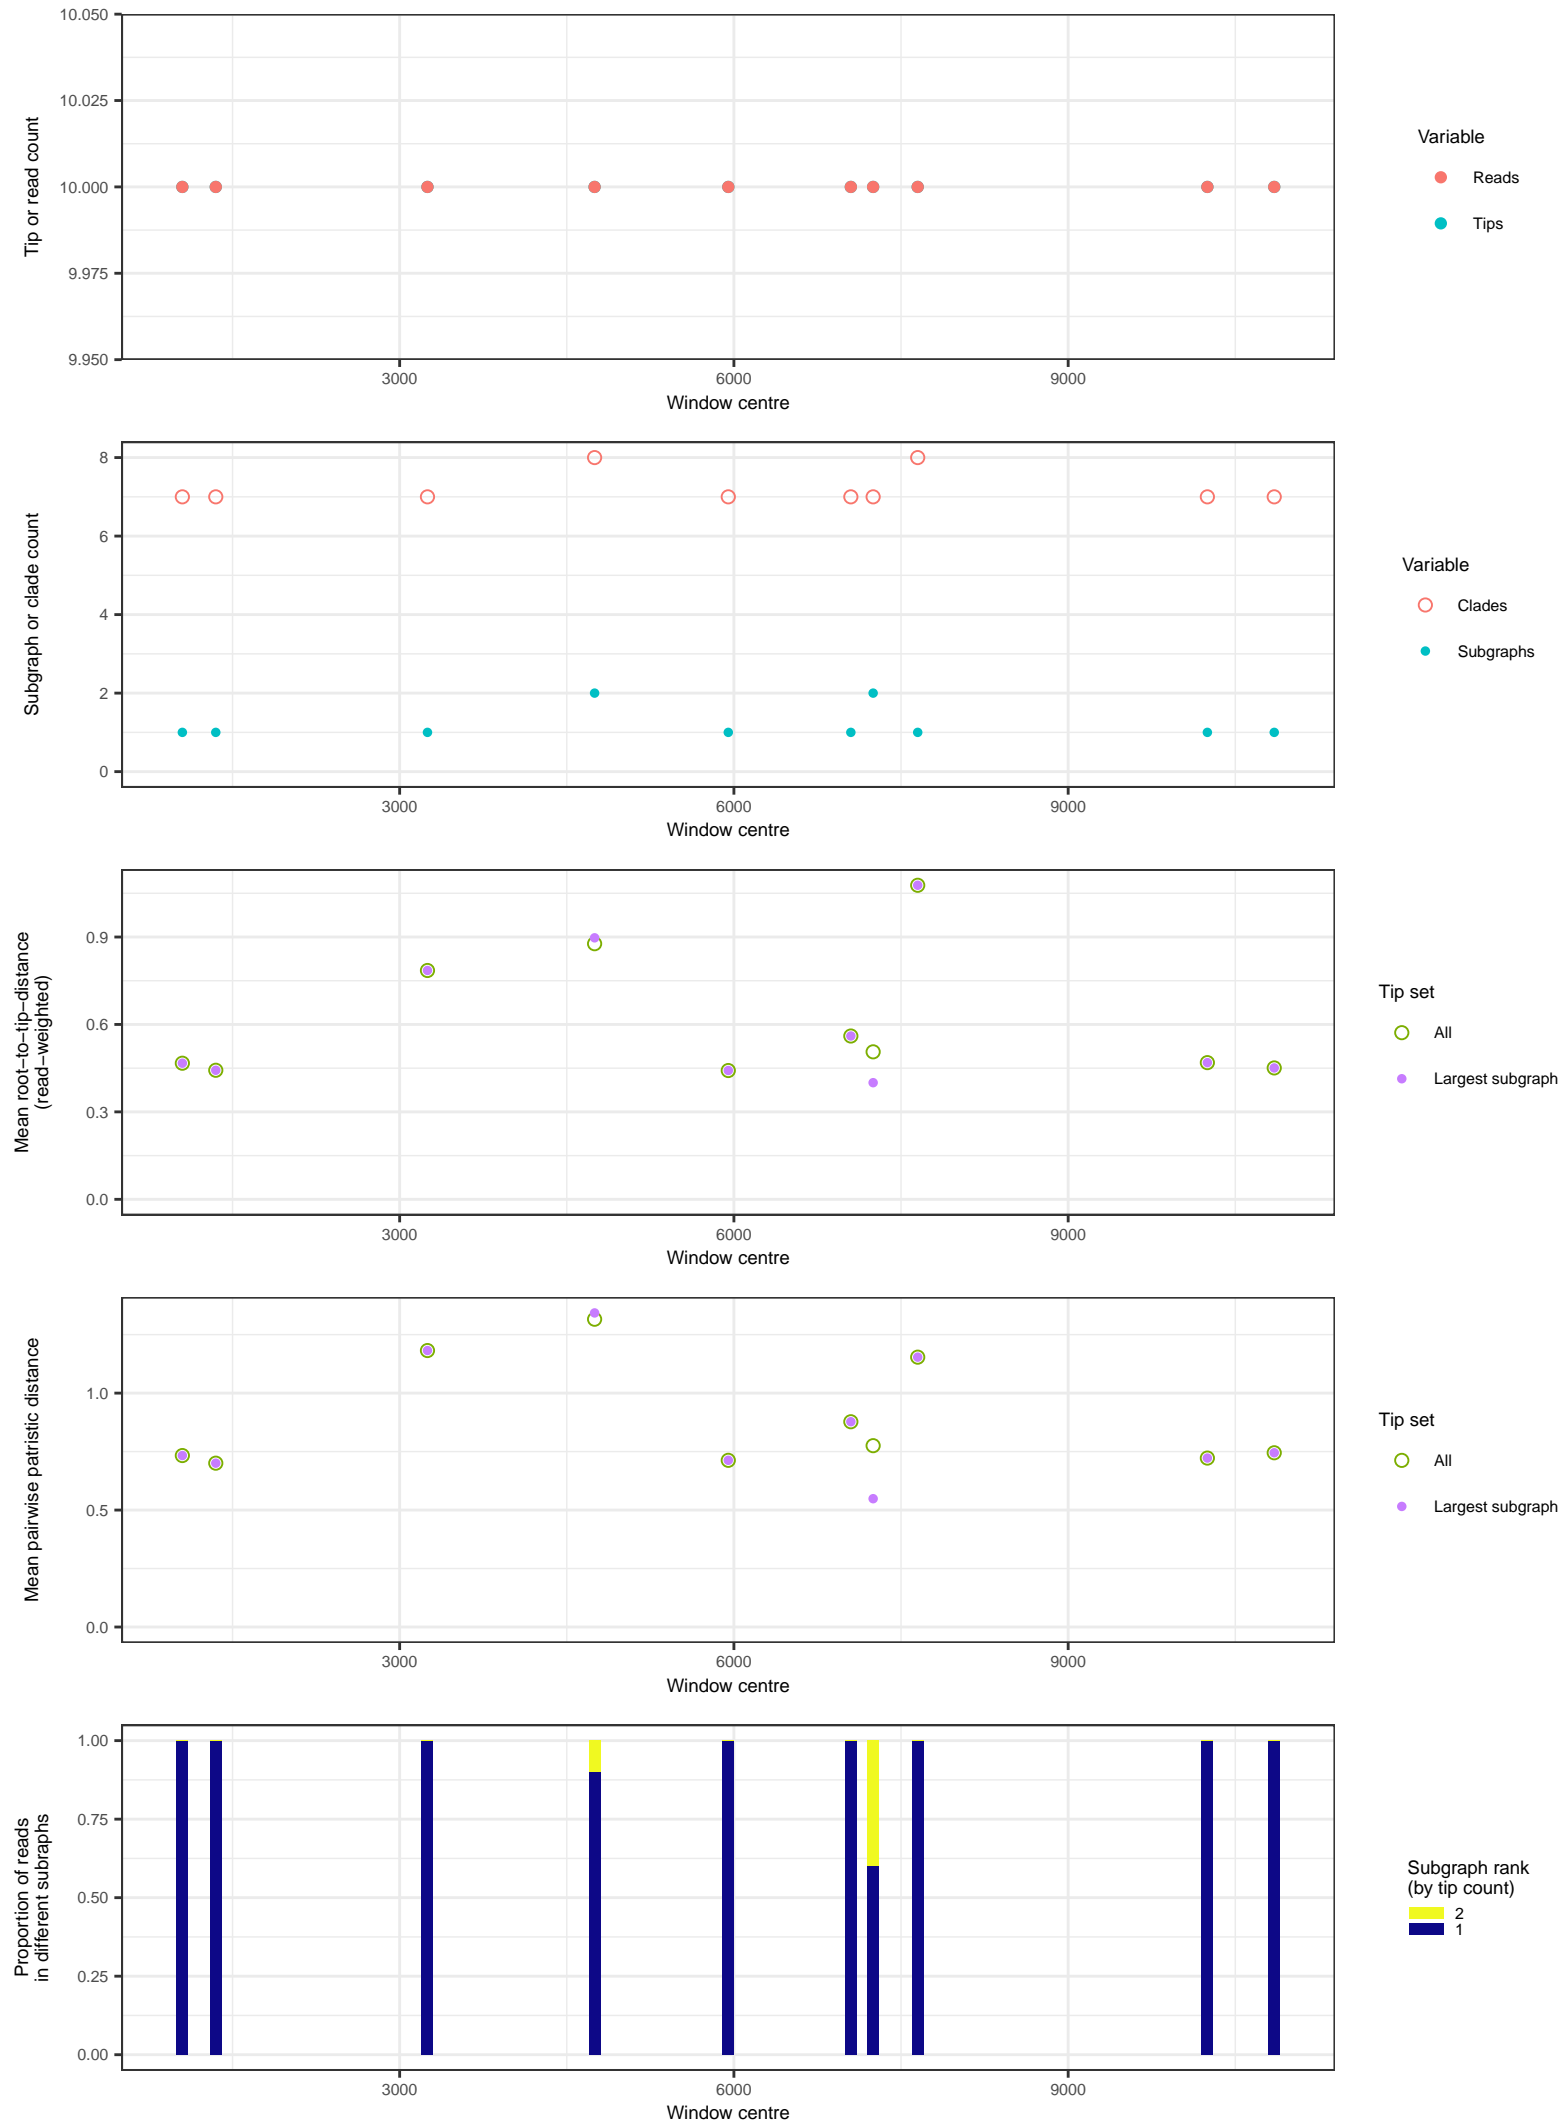 10.050
10.025
10.000
9.975
9.950
Tip or read count
3000
6000
9000
Window centre
Variable
Reads
Tips
8
6
4
2
0
Subgraph or clade count
3000
6000
9000
Window centre
Variable
Clades
Subgraphs
0.9
0.6
0.3
0.0
Mean root−to−tip−distance
(read−weighted)
3000
6000
9000
Window centre
Tip set
All
Largest subgraph
1.0
0.5
0.0
Mean pairwise patristic distance
3000
6000
9000
Window centre
Tip set
All
Largest subgraph
1.00
0.75
0.50
0.25
0.00
Proportion of reads
in different subraphs
3000
6000
9000
Window centre
Subgraph rank
(by tip count)
2
1